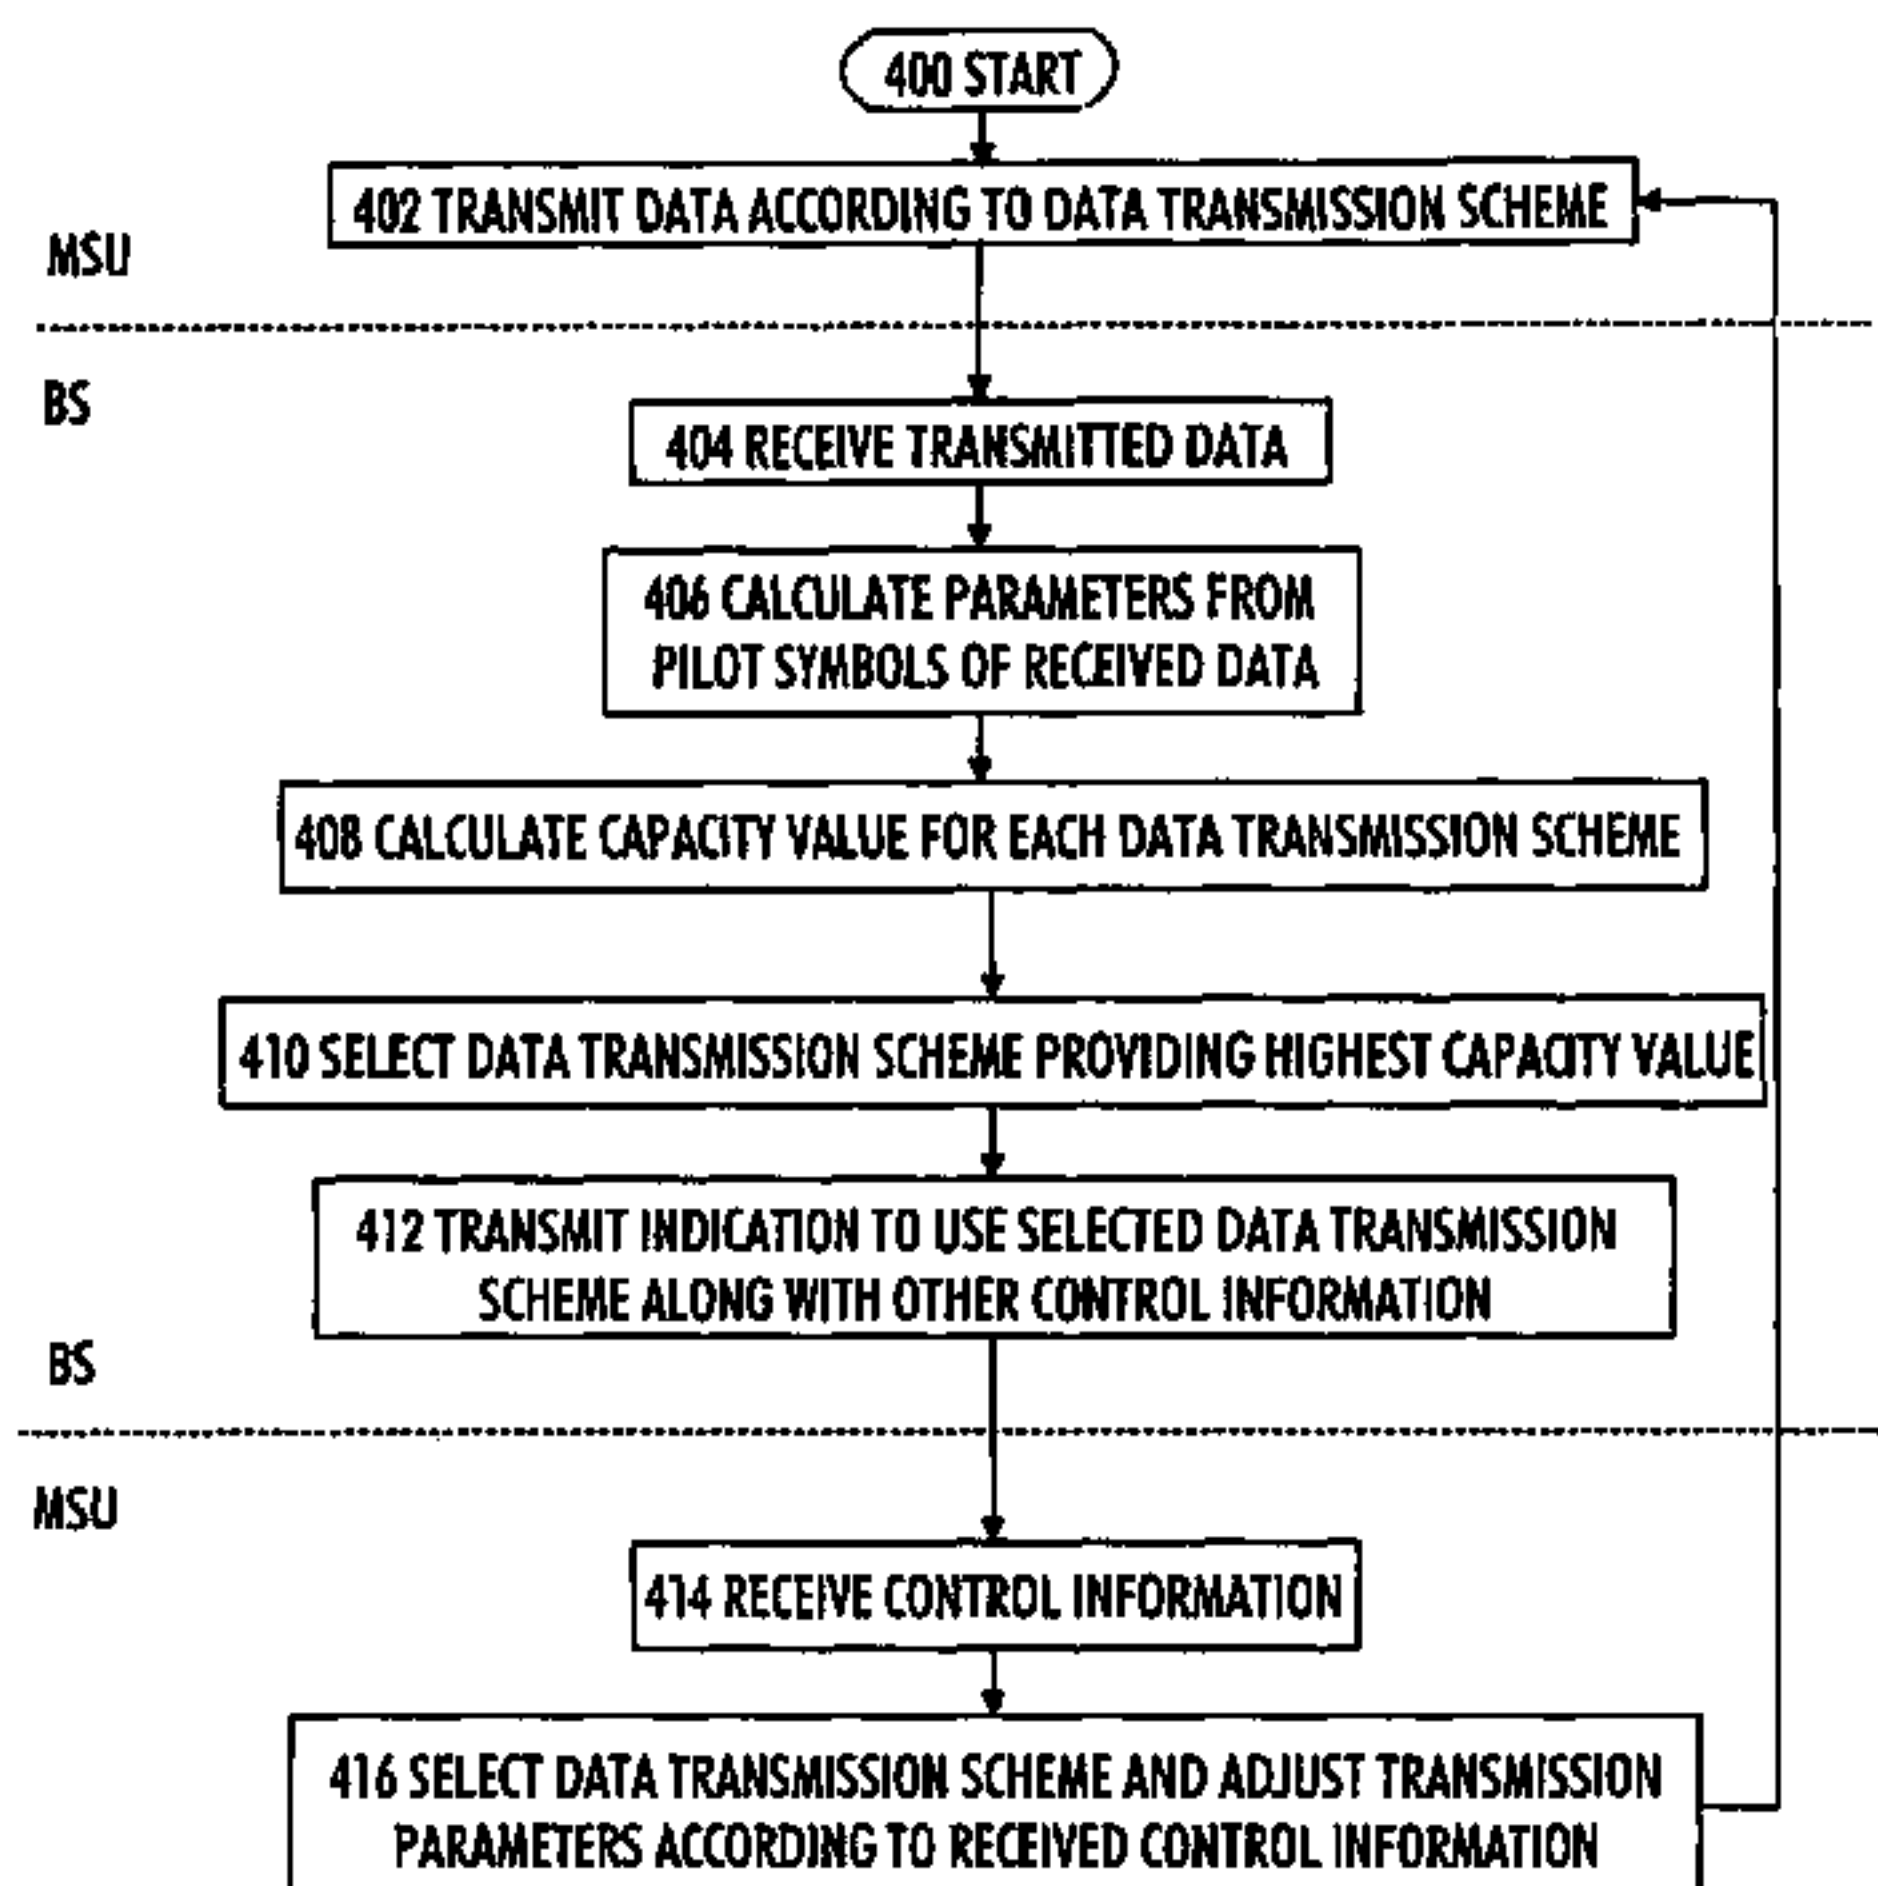 400 START
402 TRANSMIT DATA ACCORDING TO DATA TRANSMISSION SCHEME
MSU
BS
404 RECEIVE TRANSMITTED DATA
406 CALCULATE PARAMETERS FROM
PILOT SYMBOLS OF RECEIVED DATA
408 CALCULATE CAPACITY VALUE FOR EACH DATA TRANSMISSION SCHEME
410 SELECT DATA TRANSMISSION SCHEME PROVIDING HIGHEST CAPACITY VALUE
412 TRANSMIT INDICATION TO USE SELECTED DATA TRANSMISSION
SCHEME ALONG WITH OTHER CONTROL INFORMATION
BS
MSU
414 RECEIVE CONTROL INFORMATION
416 SELECT DATA TRANSMISSION SCHEME AND ADJUST TRANSMISSION
PARAMETERS ACCORDING TO RECEIVED CONTROL INFORMATION